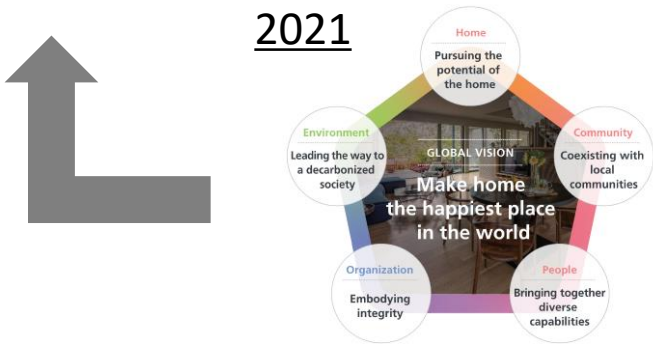 2021
Home
Pursuing the
potential of
the home
Environment
Leading the way to
a decarbonized
society
GLOBAL VISION
Make home
the happiest place
in the world
Community
Coexisting with
local
communities
Organization
Embodying
integrity
People
Bringing together
diverse
capabilities